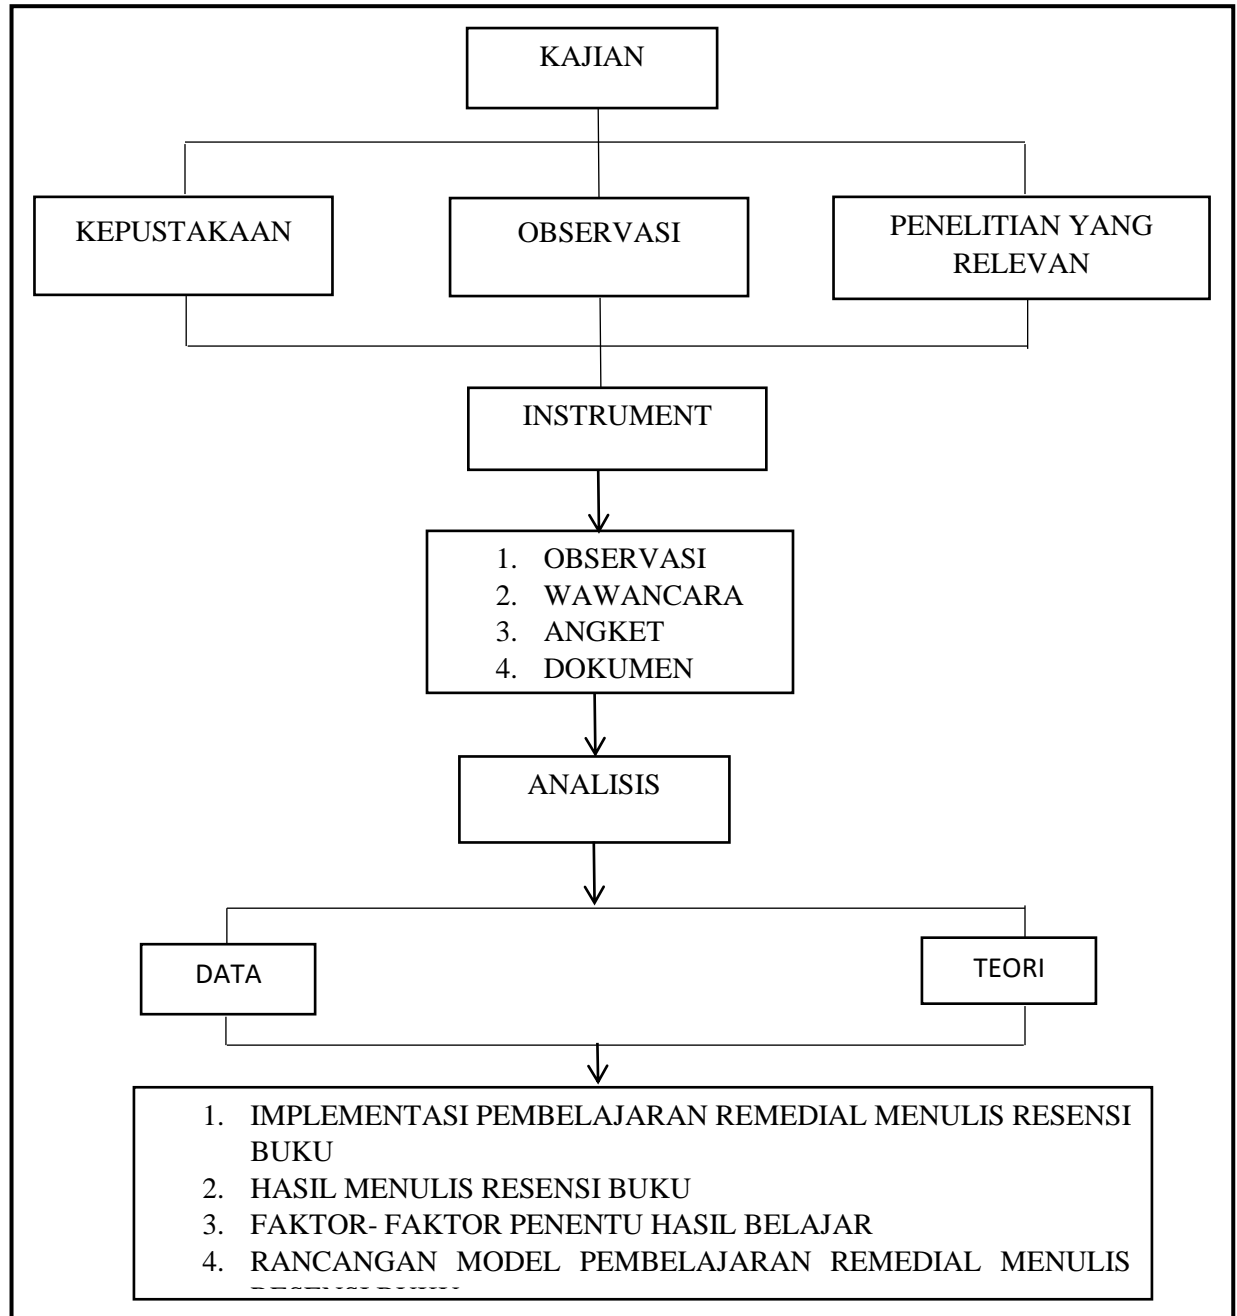 KAJIAN
KEPUSTAKAAN
OBSERVASI
PENELITIAN YANG
RELEVAN
INSTRUMENT
1. OBSERVASI
2. WAWANCARA
3. ANGKET
4. DOKUMEN
ANALISIS
DATA
TEORI
1. IMPLEMENTASI PEMBELAJARAN REMEDIAL MENULIS RESENSI
BUKU
2. HASIL MENULIS RESENSI BUKU
3. FAKTOR- FAKTOR PENENTU HASIL BELAJAR
4. RANCANGAN MODEL PEMBELAJARAN REMEDIAL MENULIS